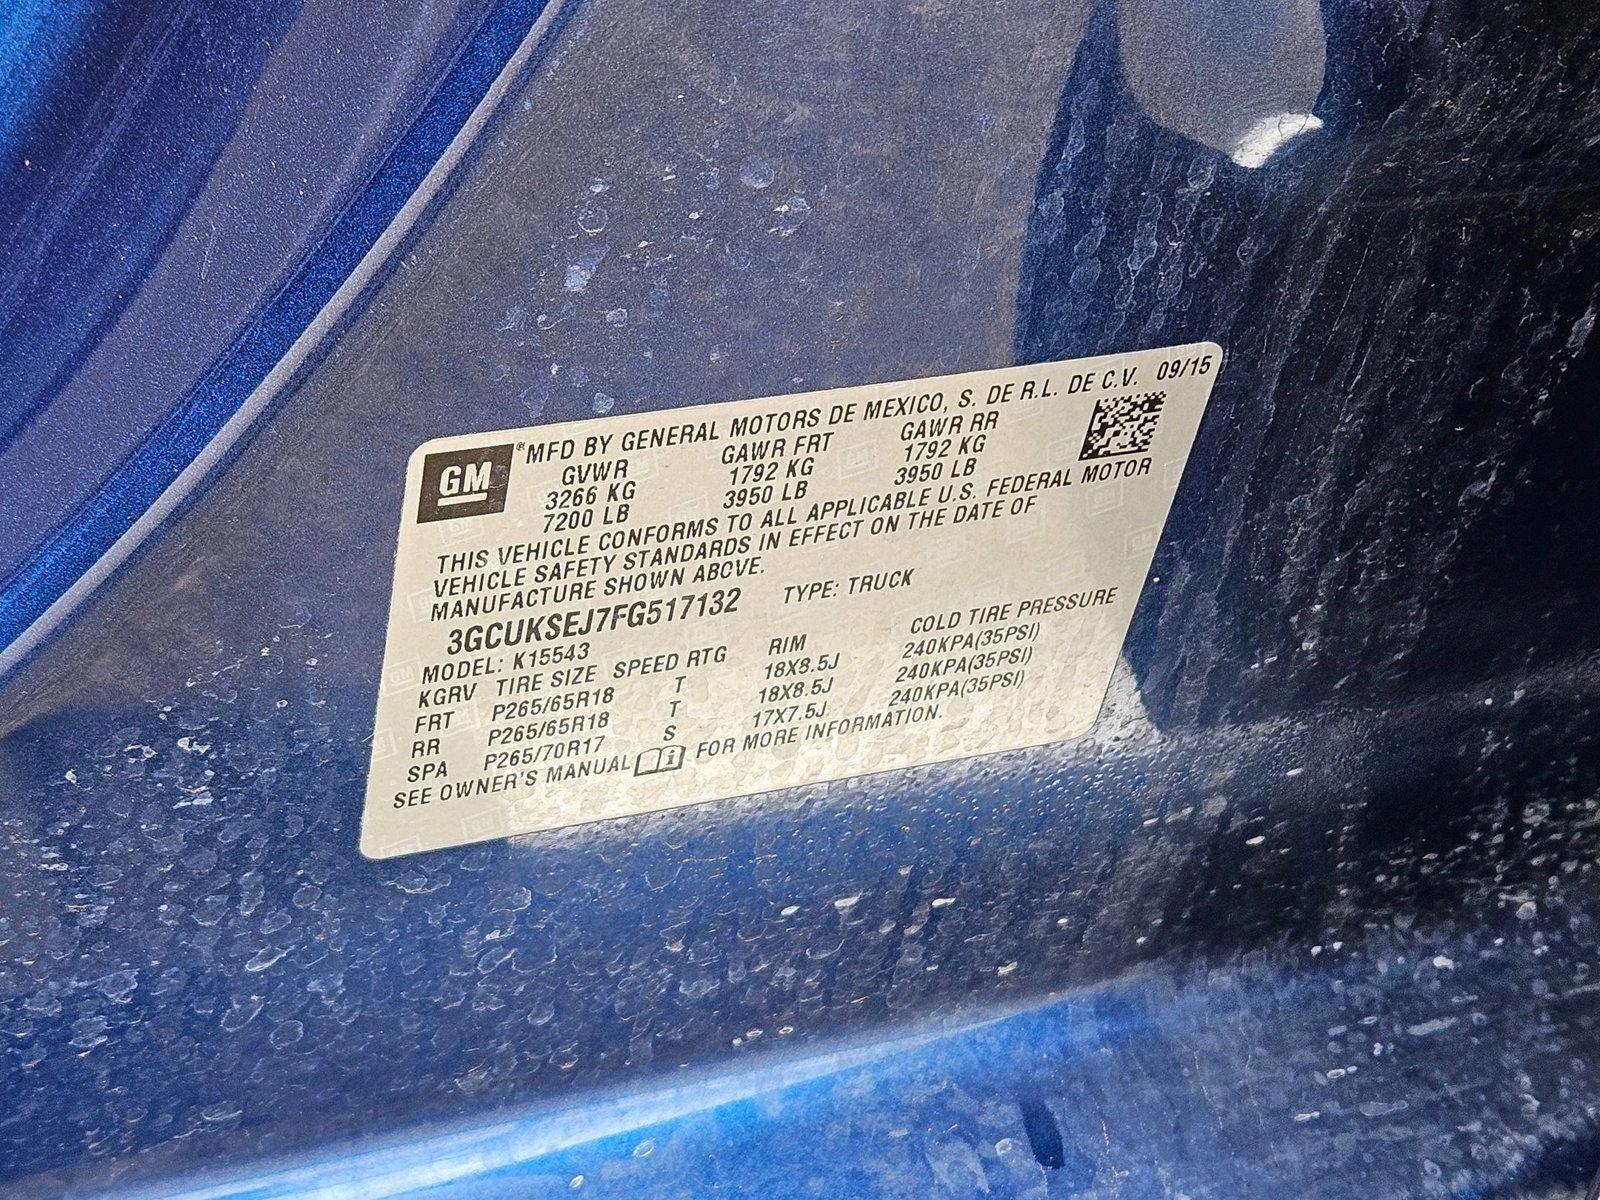 GM ® MFD BY GENERAL MOTORS DE MEXICO, S. DE R.L. DE C.V. 09/15
GVWR GAWR FRT GAWR RR
3266 KG 1792 KG 1792 KG
7200 LB 3950 LB 3950 LB
THIS VEHICLE CONFORMS TO ALL APPLICABLE U.S. FEDERAL MOTOR
VEHICLE SAFETY STANDARDS IN EFFECT ON THE DATE OF
MANUFACTURE SHOWN ABOVE.
3GCUKSEJ7FG517132 TYPE: TRUCK
MODEL: K15543
KGRV TIRE SIZE SPEED RTG RIM COLD TIRE PRESSURE
FRT P265/65R18 T 18X8.5J 240KPA(35PSI)
RR P265/65R18 T 18X8.5J 240KPA(35PSI)
SPA P265/70R17 S 17X7.5J 240KPA(35PSI)
SEE OWNER'S MANUAL FOR MORE INFORMATION.